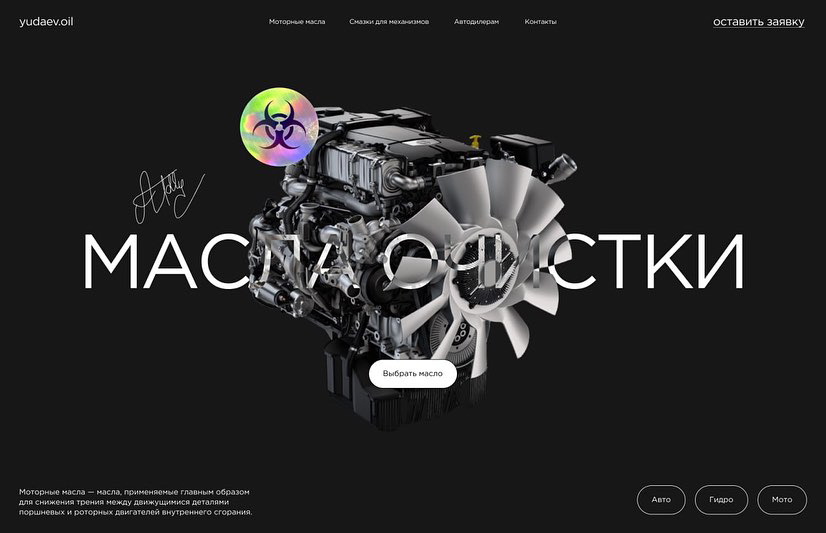 yudaev.oil
Моторные масла
Смазки для механизмов
Автодилерам
Контакты
оставить заявку
МАСЛА ОЧИСТКИ
Выбрать масло
Моторные масла — масла, применяемые главным образом
для снижения трения между движущимися деталями
поршневых и роторных двигателей внутреннего сгорания.
Авто
Гидро
Мото